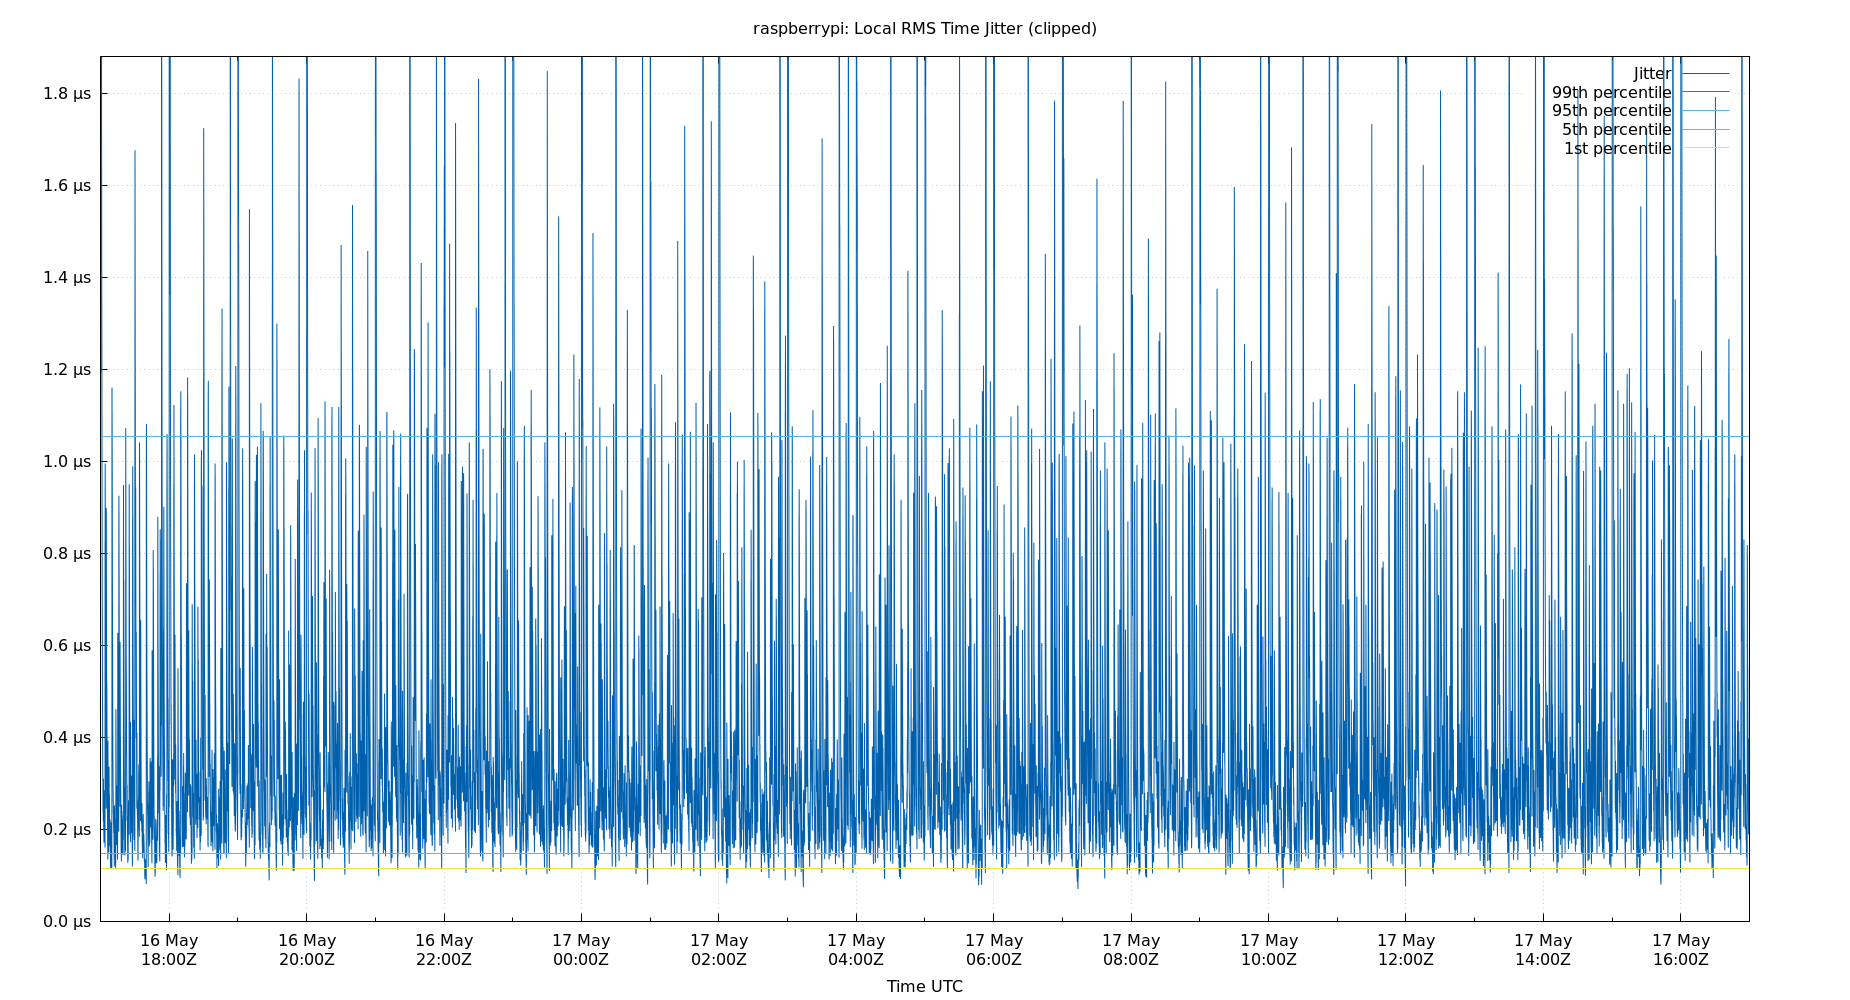 raspberrypi: Local RMS Time Jitter (clipped)
Jitter
99th percentile
95th percentile
5th percentile
1st percentile
1.8 µs
1.6 µs
1.4 µs
1.2 µs
1.0 µs
0.8 µs
0.6 µs
0.4 µs
0.2 µs
0.0 µs
16 May 16 May 16 May 17 May 17 May 17 May 17 May 17 May 17 May 17 May 17 May 17 May
18:00Z 20:00Z 22:00Z 00:00Z 02:00Z 04:00Z 06:00Z 08:00Z 10:00Z 12:00Z 14:00Z 16:00Z
Time UTC